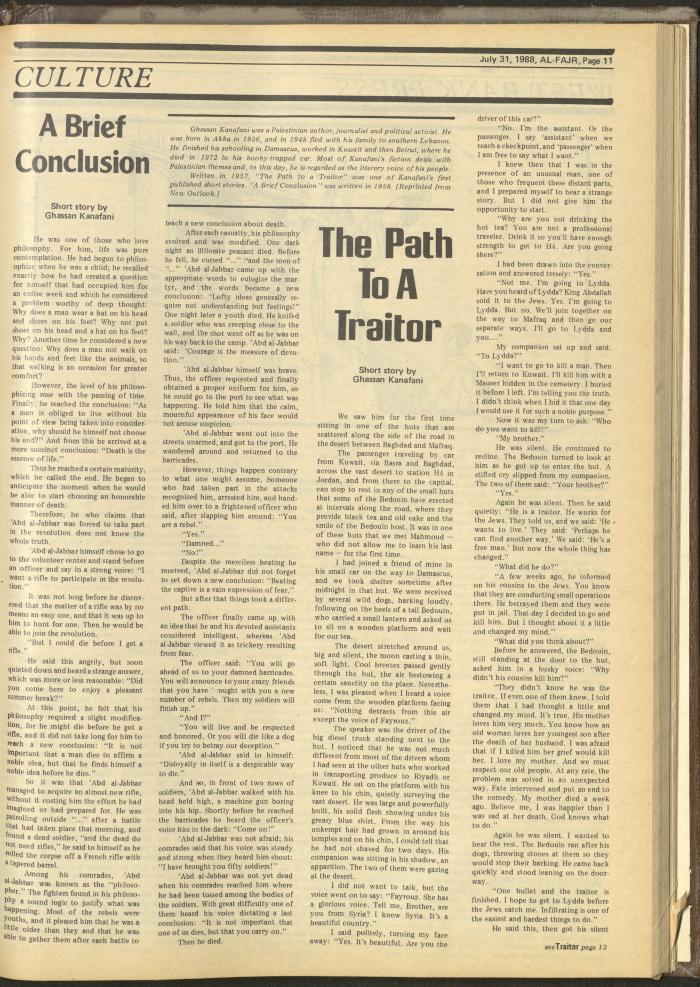 July 31, 1988, AL-FAJR, Page 11
CULTURE
A Brief
Conclusion
Short story by
Ghassan Kanafani
Ghassan Kanafani was a Palestinian author, journalist and political activist. He
was born in Akka in 1936, and in 1948 fled with his family to southern Lebanon.
He finished his schooling in Damascus, worked in Kuwait and then Beirut, where he
died in 1972 in his booby-trapped car. Most of Kanafani's fiction deals with
Palestinian themes and, to this day, he is regarded as the literary voice of his people.
Written in 1957, "The Path to a Traitor" was one of Kanafani's first
published short stories. "A Brief Conclusion" was written in 1958. [Reprinted from
New Outlook.]
He was one of those who love
philosophy. For him, life was pure
contemplation. He had begun to philos-
ophize when he was a child; he recalled
exactly how he had created a question
for himself that had occupied him for
an entire week and which he considered
a problem worthy of deep thought:
Why does a man wear a hat on his head
and shoes on his feet? Why not put
shoes on his head and a hat on his feet?
Why? Another time he considered a new
question: Why does a man not walk on
his hands and feet like the animals, so
that walking is an occasion for greater
comfort?
However, the level of his philoso-
phizing rose with the passing of time.
Finally, he reached the conclusion: "As
a man is obliged to live without his
point of view being taken into consider-
ation, why should he himself not choose
his end?" And from this he arrived at a
more succinct conclusion: "Death is the
essence of life."
Thus he reached a certain maturity,
which he called the end. He began to
anticipate the moment when he would
be able to start choosing an honorable
manner of death.
Therefore, he who claims that
'Abd al-Jabbar was forced to take part
in the revolution does not know the
whole truth.
'Abd al-Jabbar himself chose to go
to the volunteer center and stand before
an officer and say in a strong voice: "I
want a rifle to participate in the revolu-
tion."
It was not long before he discov-
ered that the matter of a rifle was by no
means an easy one, and that it was up to
him to hunt for one. Then he would be
able to join the revolution.
"But I could die before I get a
rifle."
He said this angrily, but soon
quieted down and heard a strange answer,
which was more or less reasonable: "Did
you come here to enjoy a pleasant
summer break?"
At this point, he felt that his
philosophy required a slight modifica-
tion, for he might die before he got a
rifle, and it did not take long for him to
reach a new conclusion: "It is not
important that a man dies to affirm a
noble idea, but that he finds himself a
noble idea before he dies."
So it was that 'Abd al-Jabbar
managed to acquire an almost new rifle,
without it costing him the effort he had
imagined or had prepared for. He was
patrolling outside "..." after a battle
that had taken place that morning, and
found a dead soldier, "and the dead do
not need rifles," he said to himself as he
rolled the corpse off a French rifle with
a tapered barrel.
Among his comrades, 'Abd
al-Jabbar was known as the "philoso-
pher." The fighters found in his philoso-
phy a sound logic to justify what was
happening. Most of the rebels were
youths, and it pleased him that he was a
little older than they and that he was
able to gather them after each battle to
teach a new conclusion about death.
After each casualty, his philosophy
evolved and was modified. One dark
night an illiterate peasant died. Before
he fell, he cursed "..." "and the men of
"..." 'Abd al-Jabbar came up with the
appropriate words to eulogize the mar-
tyr, and the words became a new
conclusion: "Lofty ideas generally re-
quire not understanding but feelings!"
One night later a youth died. He knifed
a soldier who was creeping close to the
wall, and the shot went off as he was on
his way back to the camp. 'Abd al-Jabbar
said: "Courage is the measure of devo-
tion."
'Abd al-Jabbar himself was brave.
Thus, the officer requested and finally
obtained a proper uniform for him, so
he could go to the port to see what was
happening. He told him that the calm,
mournful appearance of his face would
not arouse suspicion.
'Abd al-Jabbar went out into the
streets unarmed, and got to the port. He
wandered around and returned to the
barricades.
However, things happen contrary
to what one might assume. Someone
who had taken part in the attacks
recognized him, arrested him, and hand-
ed him over to a frightened officer who
said, after slapping him around: "You
are a rebel."
"Yes."
"Damned..."
"No!"
Despite the merciless beating he
received, 'Abd al-Jabbar did not forget
to set down a new conclusion: "Beating
the captive is a vain expression of fear."
But after that things took a differ-
ent path.
The officer finally came up with
an idea that he and his devoted assistants
considered intelligent, whereas 'Abd
al-Jabbar viewed it as trickery resulting
from fear.
The officer said: "You will go
ahead of us to your damned barricades.
You will announce to your crazy friends
that you have ought with you a new
number of rebels. Then my soldiers will
finish up."
"And I?"
"You will live and be respected
and honored. Or you will die like a dog
if you try to betray our deception."
'Abd al-Jabbar said to himself:
"Disloyalty in itself is a desperable way
to die."
And so, in front of two rows of
soldiers, 'Abd al-Jabbar walked with his
head held high, a machine gun boring
into his hip. Shortly before he reached
the barricades he heard the officer's
voice hiss in the dark: "Come on!"
'Abd al-Jabbar was not afraid; his
comrades said that his voice was steady
and strong when they heard him shout:
"I have brought you fifty soldiers!"
'Abd al-Jabbar was not yet dead
when his comrades reached him where
he had been tossed among the bodies of
the soldiers. With great difficulty one of
them heard his voice dictating a last
conclusion: "It is not important that
one of us dies, but that you carry on."
Then he died.
The Path
To A
Traitor
Short story by
Ghassan Kanafani
We saw him for the first time
sitting in one of the huts that are
scattered along the side of the road in
the desert between Baghdad and Mafraq.
The passenger traveling by car
from Kuwait, via Basra and Baghdad,
across the vast desert to station H4 in
Jordan, and from there to the capital,
can stop to rest in any of the small huts
that some of the Bedouin have erected
at intervals along the road, where they
provide black tea and old cake and the
smile of the Bedouin host. It was in one
of these huts that we met Mahmoud —
who did not allow me to learn his last
name — for the first time.
I had joined a friend of mine in
his small car on the way to Damascus,
and we took shelter sometime after
midnight in that hut. We were received
by several wild dogs, barking loudly,
following on the heels of a tall Bedouin,
who carried a small lantern and asked us
to sit on a wooden platform and wait
for our tea.
The desert stretched around us,
big and silent, the moon casting a thin,
soft light. Cool breezes passed gently
through the hut, the air bestowing a
certain sanctity on the place. Neverthe-
less, I was pleased when I heard a voice
come from the wooden platform facing
us: "Nothing detracts from this air
except the voice of Fayrouz."
The speaker was the driver of the
big diesel truck standing next to the
hut. I noticed that he was not much
different from most of the drivers whom
I had seen at the other huts who worked
in transporting produce to Riyadh or
Kuwait. He sat on the platform with his
knee to his chin, quietly surveying the
vast desert. He was large and powerfully
built, his solid flesh showing under his
greasy blue shirt. From the way his
unkempt hair had grown in around his
temples and on his chin, I could tell that
he had not shaved for two days. His
companion was sitting in his shadow, an
apparition. The two of them were gazing
at the desert.
I did not want to talk, but the
voice went on to say: "Fayrouz. She has
a glorious voice. Tell me, Brother, are
you from Syria? I know Syria. It's a
beautiful country."
I said politely, turning my face
away: "Yes. It's beautiful. Are you the
driver of this car?"
"No. I'm the assistant. Or the
passenger. I say 'assistant' when we
reach a checkpoint, and 'passenger' when
I am free to say what I want."
I knew then that I was in the
presence of an unusual man, one of
those who frequent these distant parts,
and I prepared myself to hear a strange
story. But I did not give him the
opportunity to start.
"Why are you not drinking the
hot tea? You are not a professional
traveler. Drink it so you'll have enough
strength to get to H4. Are you going
there?"
I had been drawn into the conver-
sation and answered tersely: "Yes."
"Not me. I'm going to Lydda.
Have you heard of Lydda? King Abdallah
sold it to the Jews. Yes. I'm going to
Lydda. But no. We'll join together on
the way to Mafraq and then go our
separate ways. I'll go to Lydda and
you...."
My companion sat up and said.
"To Lydda?"
"I want to go to kill a man. Then
I'll return to Kuwait. I'll kill him with a
Mauser hidden in the cemetery. I buried
it before I left. I'm telling you the truth.
I didn't think when I hid it that one day
I would use it for such a noble purpose."
Now it was my turn to ask: "Who
do you want to kill?"
"My brother."
He was silent. He continued to
recline. The Bedouin turned to look at
him as he got up to enter the hut. A
stifled cry slipped from my companion.
The two of them said: "Your brother?"
"Yes."
Again he was silent. Then he said
quietly: "He is a traitor. He works for
the Jews. They told us, and we said: 'He
wants to live.' They said: 'Perhaps he
can find another way.' We said: 'He's a
free man.' But now the whole thing has
changed."
"What did he do?"
"A few weeks ago, he informed
on his cousins to the Jews. You know
that they are conducting small operations
there. He betrayed them and they were
put in jail. That day I decided to go and
kill him. But I thought about it a little
and changed my mind."
"What did you think about?"
Before he answered, the Bedouin,
still standing at the door to the hut,
asked him in a husky voice: "Why
didn't his cousins kill him?"
"They didn't know he was the
traitor. If even one of them knew, I told
them that I had thought a little and
changed my mind. It's true. His mother
loves him very much. You know how an
old woman loves her youngest son after
the death of her husband. I was afraid
that if I killed him her grief would kill
her. I love my mother. And we must
respect our old people. At any rate, the
problem was solved in an unexpected
way. Fate intervened and put an end to
the comedy. My mother died a week
ago. Believe me, I was happier than I
was sad at her death. God knows what
to do."
Again he was silent. I wanted to
hear the rest. The Bedouin ran after his
dogs, throwing stones at them so they
would stop their barking. He came back
quickly and stood leaning on the door-
way.
"One bullet and the traitor is
finished. I hope to get to Lydda before
the Jews catch me. Infiltrating is one of
the easiest and hardest things to do."
He said this, then got his silent
see Traitor page 13